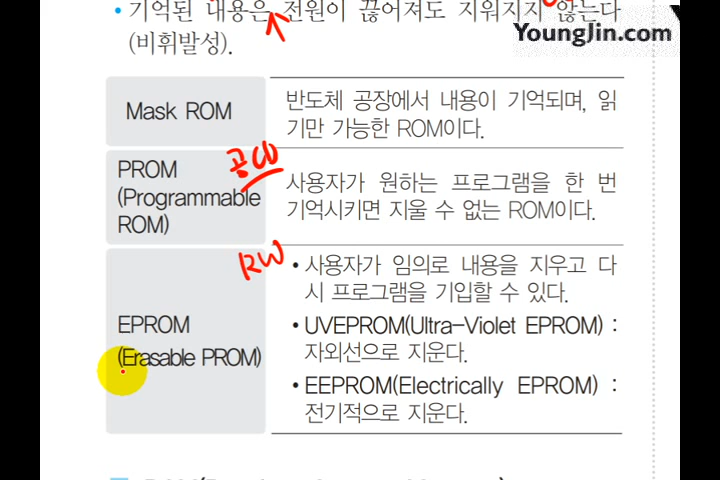 • 기억된 내용은 전원이 끊어져도 지워지지 않는다
(비휘발성).
YoungJin.com
Mask ROM
반도체 공장에서 내용이 기억되며, 읽
기만 가능한 ROM이다.
PROM
(Programmable
ROM)
공CD
사용자가 원하는 프로그램을 한 번
기억시키면 지울 수 없는 ROM이다.
EPROM
(Erasable PROM)
RW
• 사용자가 임의로 내용을 지우고 다
시 프로그램을 기입할 수 있다.
• UVEPROM(Ultra-Violet EPROM) :
자외선으로 지운다.
• EEPROM(Electrically EPROM) :
전기적으로 지운다.